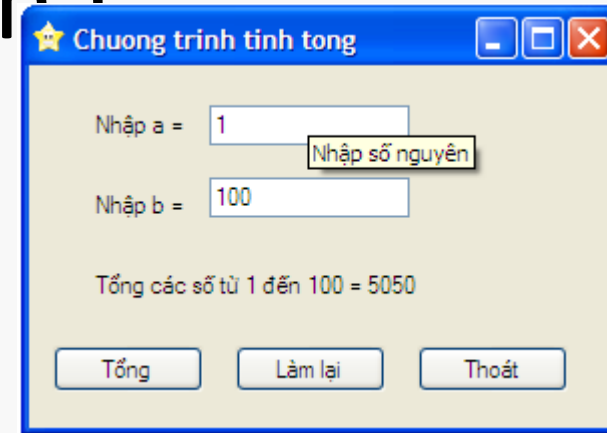 Chuong trinh tinh tong
Nhập a = 1
Nhập số nguyên
Nhập b = 100
Tổng các số từ 1 đến 100 = 5050
Tổng Làm lại Thoát